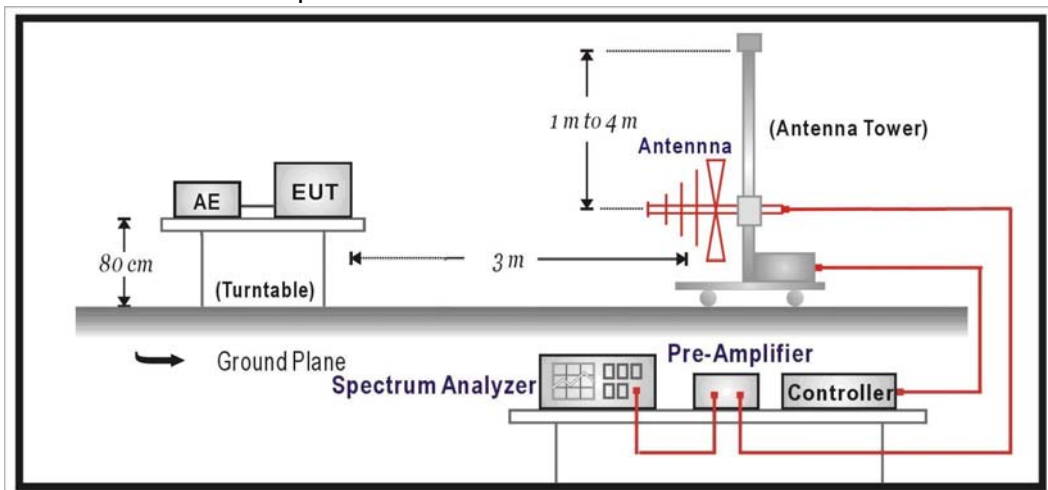 1 m to 4 m
(Antenna Tower)
Antennna
AE
EUT
80 cm
3 m
(Turntable)
Ground Plane
Pre-Amplifier
Spectrum Analyzer
Controller